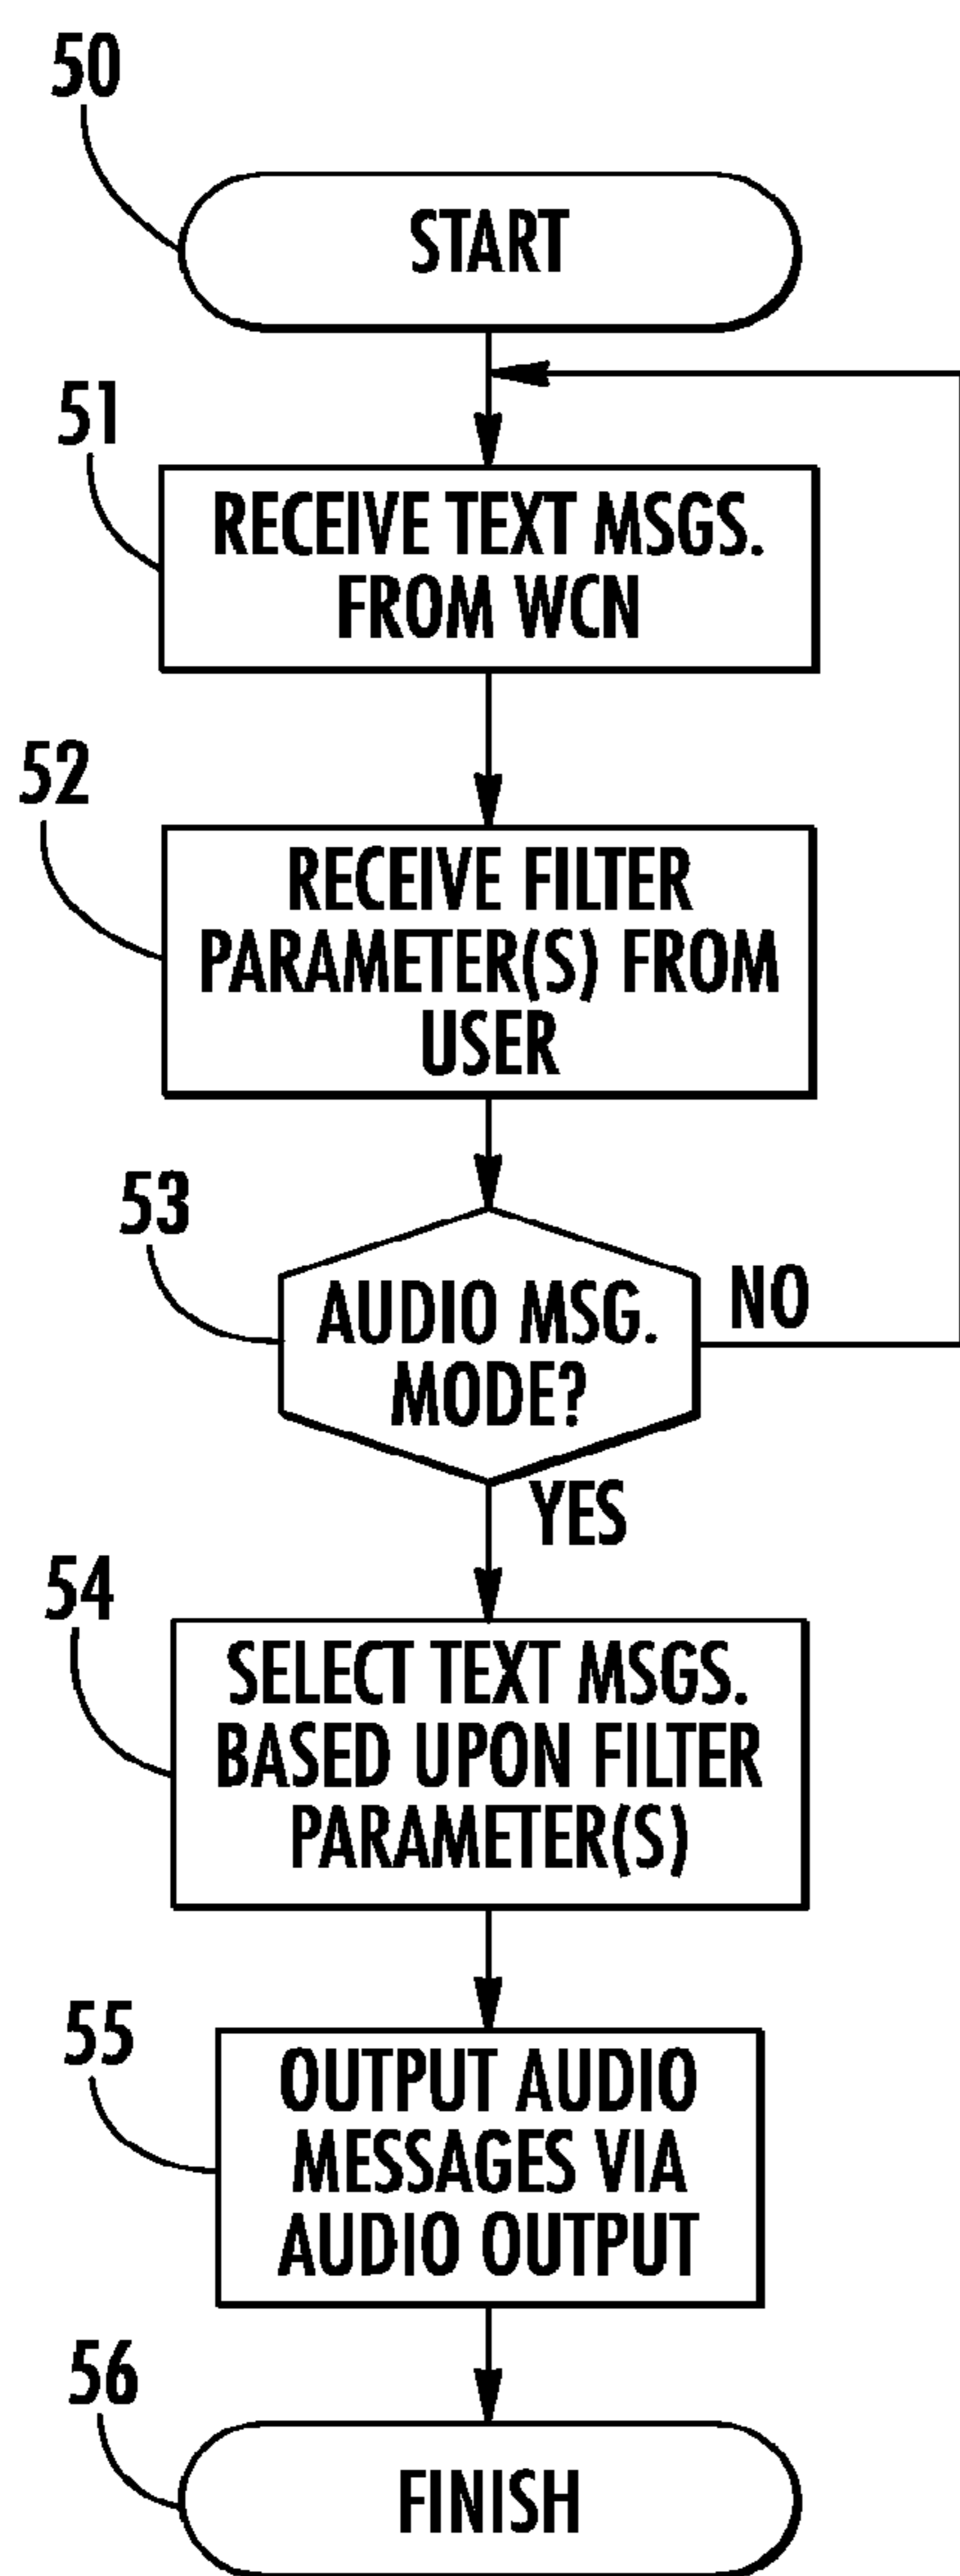 50
START
51
RECEIVE TEXT MSGS.
FROM WCN
52
RECEIVE FILTER
PARAMETER(S) FROM
USER
53
AUDIO MSG.
MODE?
NO
YES
54
SELECT TEXT MSGS.
BASED UPON FILTER
PARAMETER(S)
55
OUTPUT AUDIO
MESSAGES VIA
AUDIO OUTPUT
56
FINISH